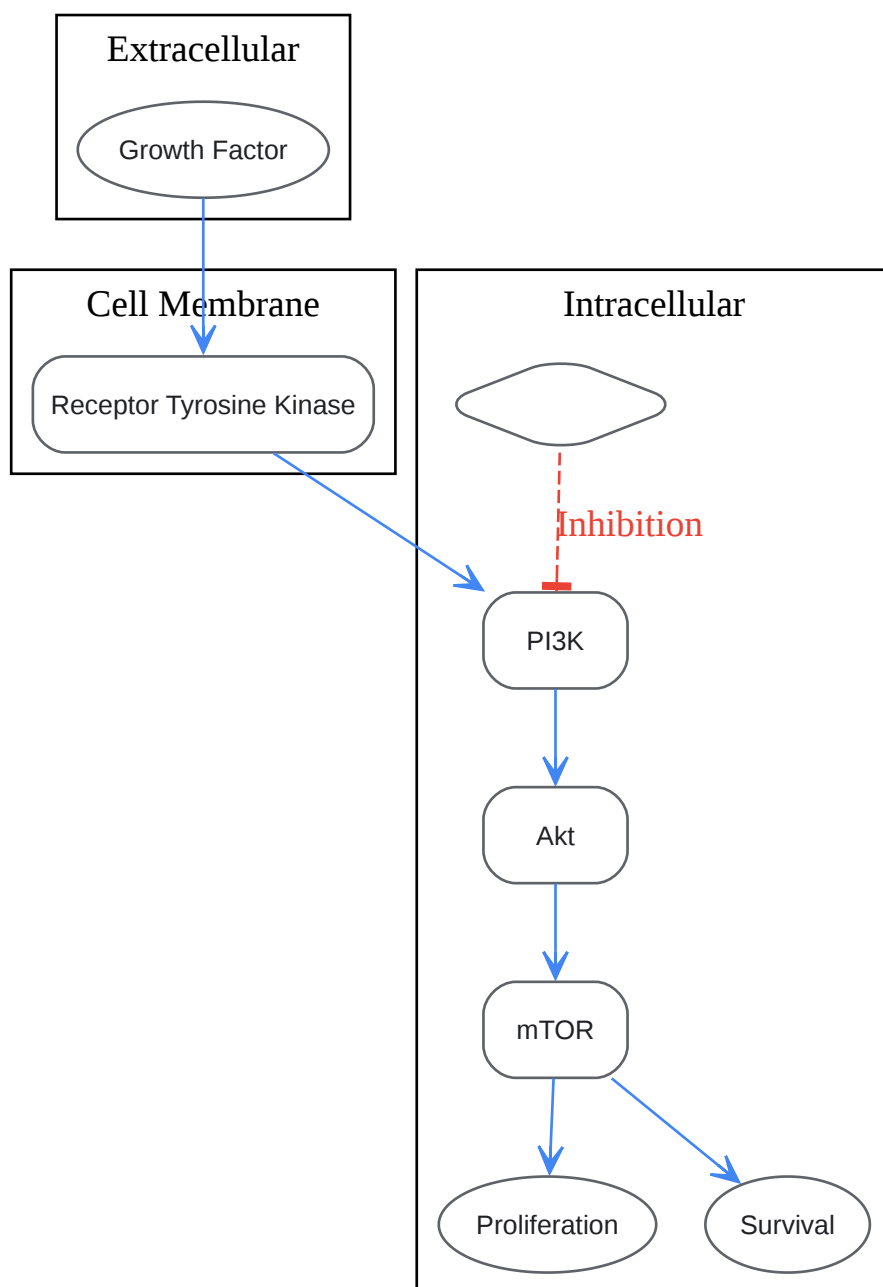 Extracellular
Growth Factor
Cell Membrane
Receptor Tyrosine Kinase
Intracellular
Inhibition
PI3K
Akt
mTOR
Proliferation
Survival